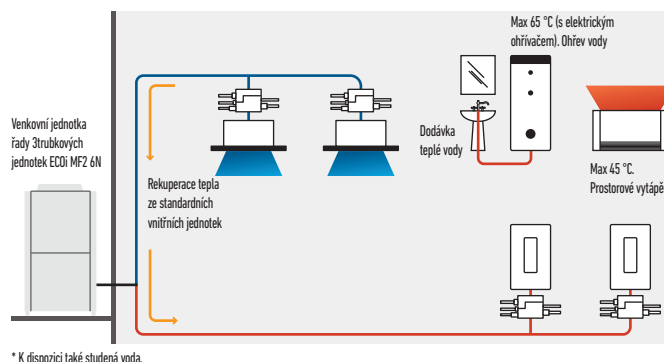 Max 65 °C (s elektrickým
ohřívačem). Ohřev vody
Venkovní jednotka
řady 3trubkových
jednotek ECOi MF2 6N
Dodávka
teplé vody
Rekuperace tepla
ze standardních
vnitřních jednotek
Max 45 °C.
Prostorové vytápě
* K dispozici také studená voda.